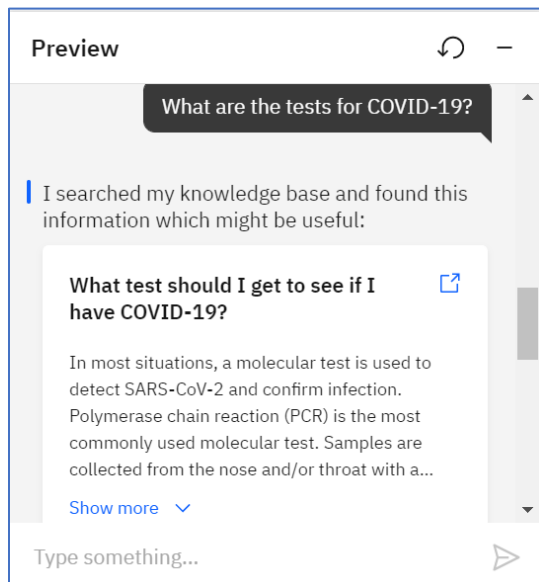 Preview
What are the tests for COVID-19?
I searched my knowledge base and found this
information which might be useful:
What test should I get to see if I
have COVID-19?
In most situations, a molecular test is used to
detect SARS-CoV-2 and confirm infection.
Polymerase chain reaction (PCR) is the most
commonly used molecular test. Samples are
collected from the nose and/or throat with a...
Show more
Type something...